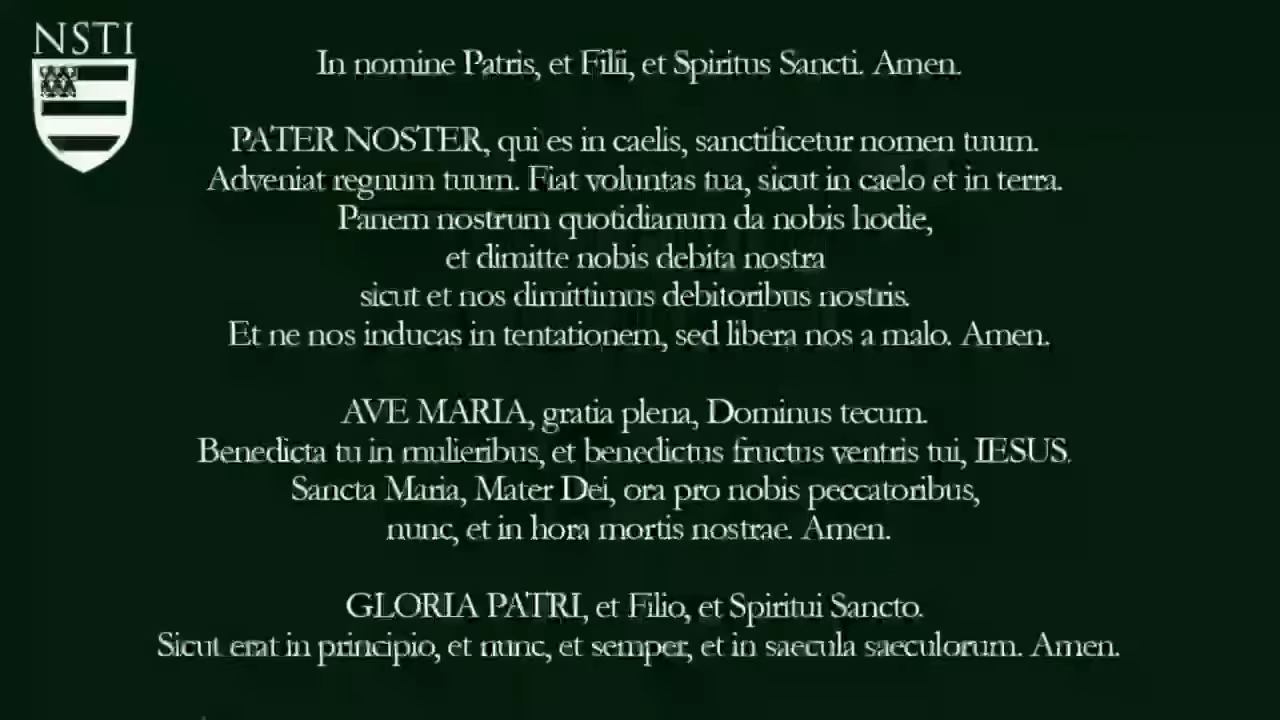 NSTI
In nomine Patris, et Filii, et Spiritus Sancti. Amen.
PATER NOSTER, qui es in caelis, sanctificetur nomen tuum.
Adveniat regnum tuum. Fiat voluntas tua, sicut in caelo et in terra.
Panem nostrum quotidianum da nobis hodie,
et dimitte nobis debita nostra
sicut et nos dimittimus debitoribus nostris.
Et ne nos inducas in tentationem, sed libera nos a malo. Amen.
AVE MARIA, gratia plena, Dominus tecum.
Benedicta tu in mulieribus, et benedictus fructus ventris tui, IESUS.
Sancta Maria, Mater Dei, ora pro nobis peccatoribus,
nunc, et in hora mortis nostrae. Amen.
GLORIA PATRI, et Filio, et Spiritui Sancto.
Sicut erat in principio, et nunc, et semper, et in saecula saeculorum. Amen.